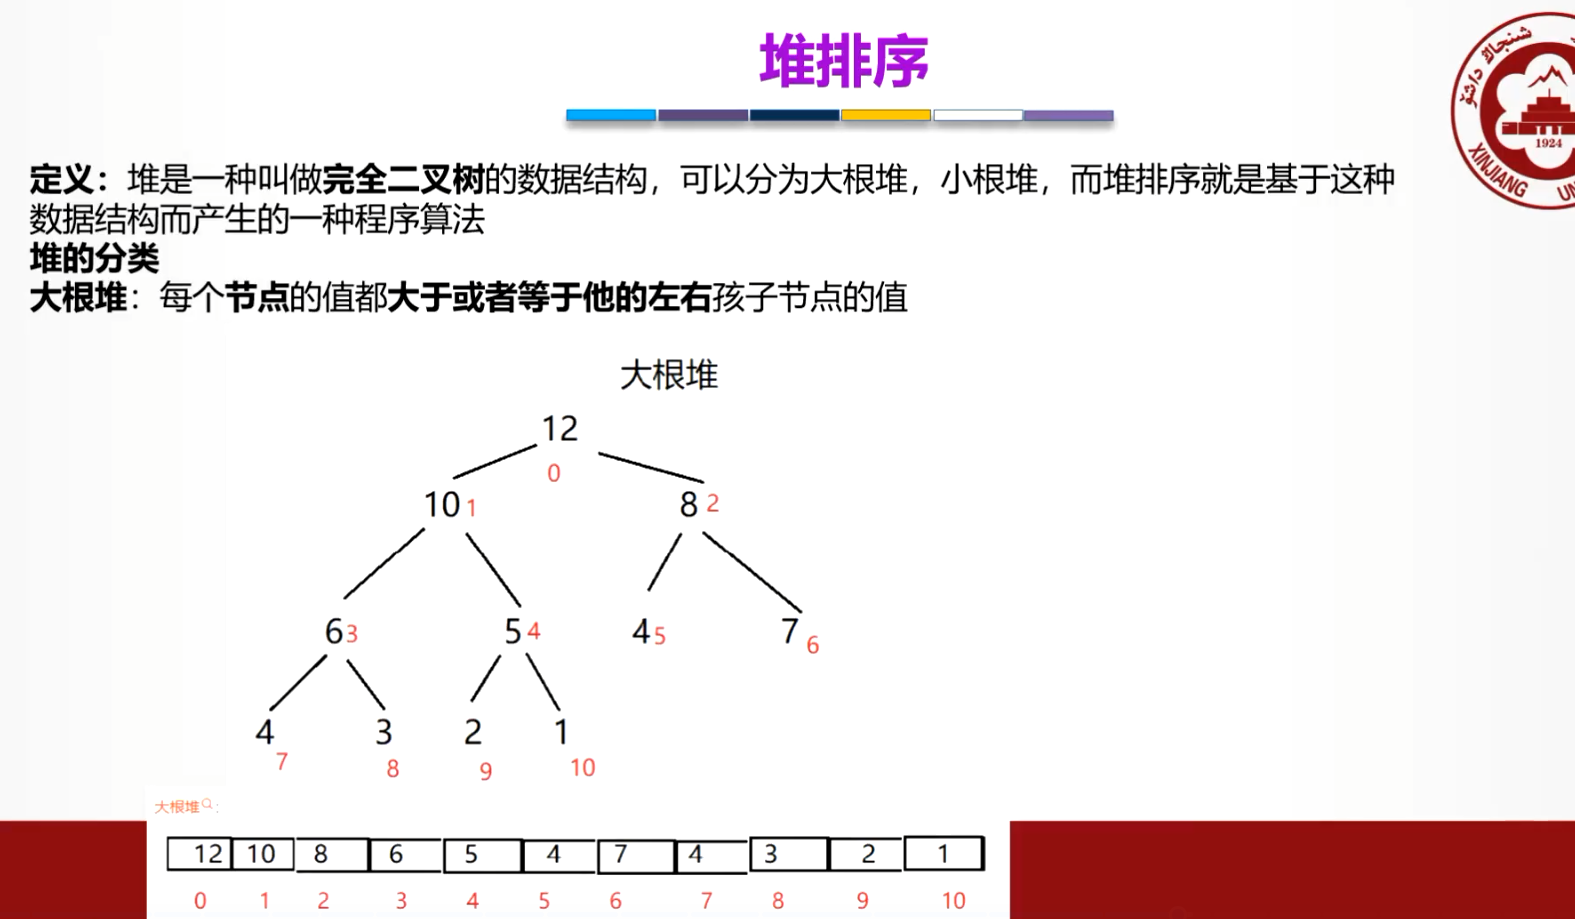 堆排序
شىنجاڭ داشۆ
1924
XINJIANG UN
定义：堆是一种叫做完全二叉树的数据结构，可以分为大根堆，小根堆，而堆排序就是基于这种
数据结构而产生的一种程序算法
堆的分类
大根堆：每个节点的值都大于或者等于他的左右孩子节点的值
大根堆
12
0
10 1 8 2
6 3 5 4 4 5 7 6
4 3 2 1
7 8 9 10
大根堆：
12 10 8 6 5 4 7 4 3 2 1
0 1 2 3 4 5 6 7 8 9 10